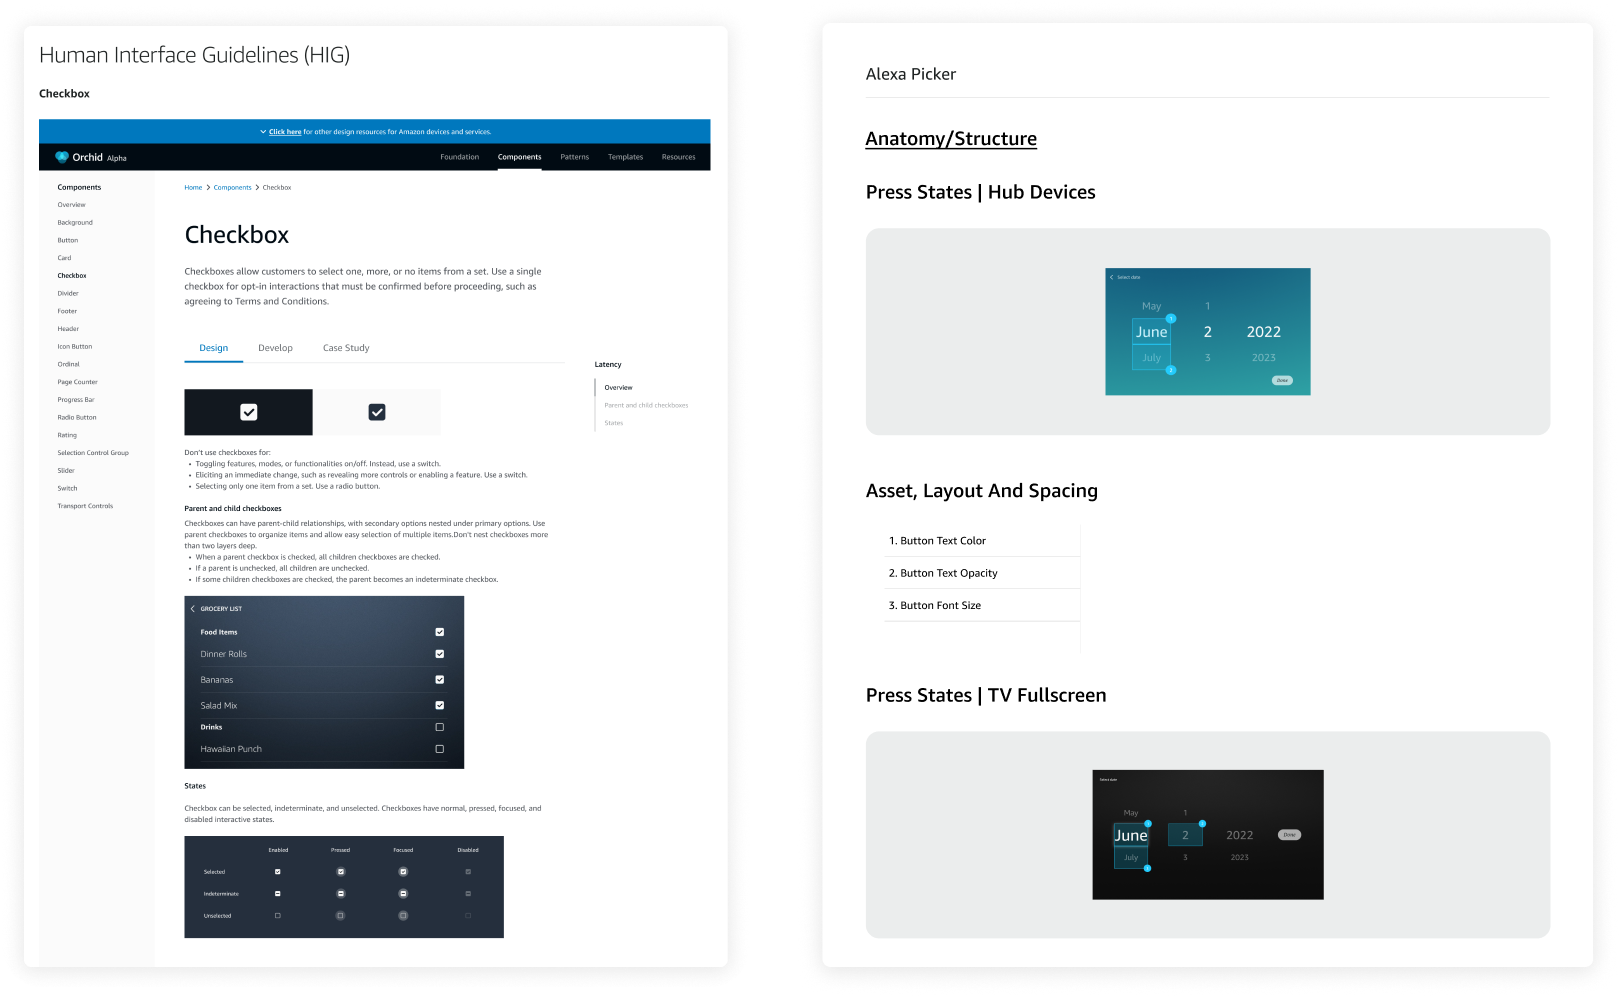 Human Interface Guidelines (HIG)
Checkbox
Click here for other design resources for Amazon devices and services.
Orchid Alpha
Foundation
Components
Patterns
Templates
Resources
Components
Overview
Background
Button
Card
Checkbox
Divider
Footer
Header
Icon Button
Ordinal
Page Counter
Progress Bar
Radio Button
Rating
Selection Control Group
Slider
Switch
Transport Controls
Home > Components > Checkbox
Checkbox
Checkboxes allow customers to select one, more, or no items from a set. Use a single
checkbox for opt-in interactions that must be confirmed before proceeding, such as
agreeing to Terms and Conditions.
Design
Develop
Case Study
Latency
Overview
Parent and child checkboxes
States
Don't use checkboxes for:
• Toggling features, modes, or functionalities on/off. Instead, use a switch.
• Eliciting an immediate change, such as revealing more controls or enabling a feature. Use a switch.
• Selecting only one item from a set. Use a radio button.
Parent and child checkboxes
Checkboxes can have parent-child relationships, with secondary options nested under primary options. Use
parent checkboxes to organize items and allow easy selection of multiple items.Don't nest checkboxes more
than two layers deep.
• When a parent checkbox is checked, all children checkboxes are checked.
• If a parent is unchecked, all children are unchecked.
• If some children checkboxes are checked, the parent becomes an indeterminate checkbox.
GROCERY LIST
Food Items
Dinner Rolls
Bananas
Salad Mix
Drinks
Hawaiian Punch
States
Checkbox can be selected, indeterminate, and unselected. Checkboxes have normal, pressed, focused, and
disabled interactive states.
Enabled Pressed Focused Disabled
Selected
Indeterminate
Unselected
Alexa Picker
Anatomy/Structure
Press States | Hub Devices
Select date
May 1
1
June 2 2022
July 3 2023
2
Done
Asset, Layout And Spacing
1. Button Text Color
2. Button Text Opacity
3. Button Font Size
Press States | TV Fullscreen
Select date
May 1
June 2 2022 Done
July 3 2023